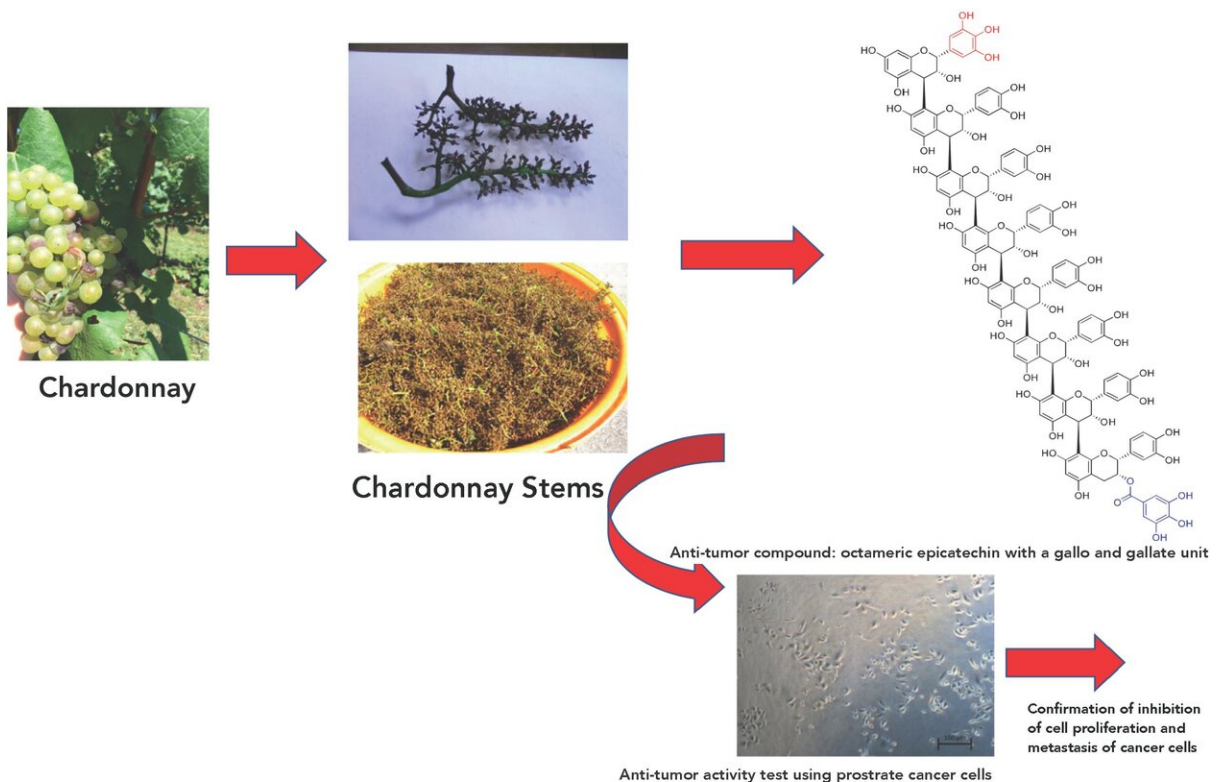 Chardonnay
Chardonnay Stems
Anti-tumor compound: octameric epicatechin with a gallo and gallate unit
Anti-tumor activity test using prostrate cancer cells
Confirmation of inhibition
of cell proliferation and
metastasis of cancer cells